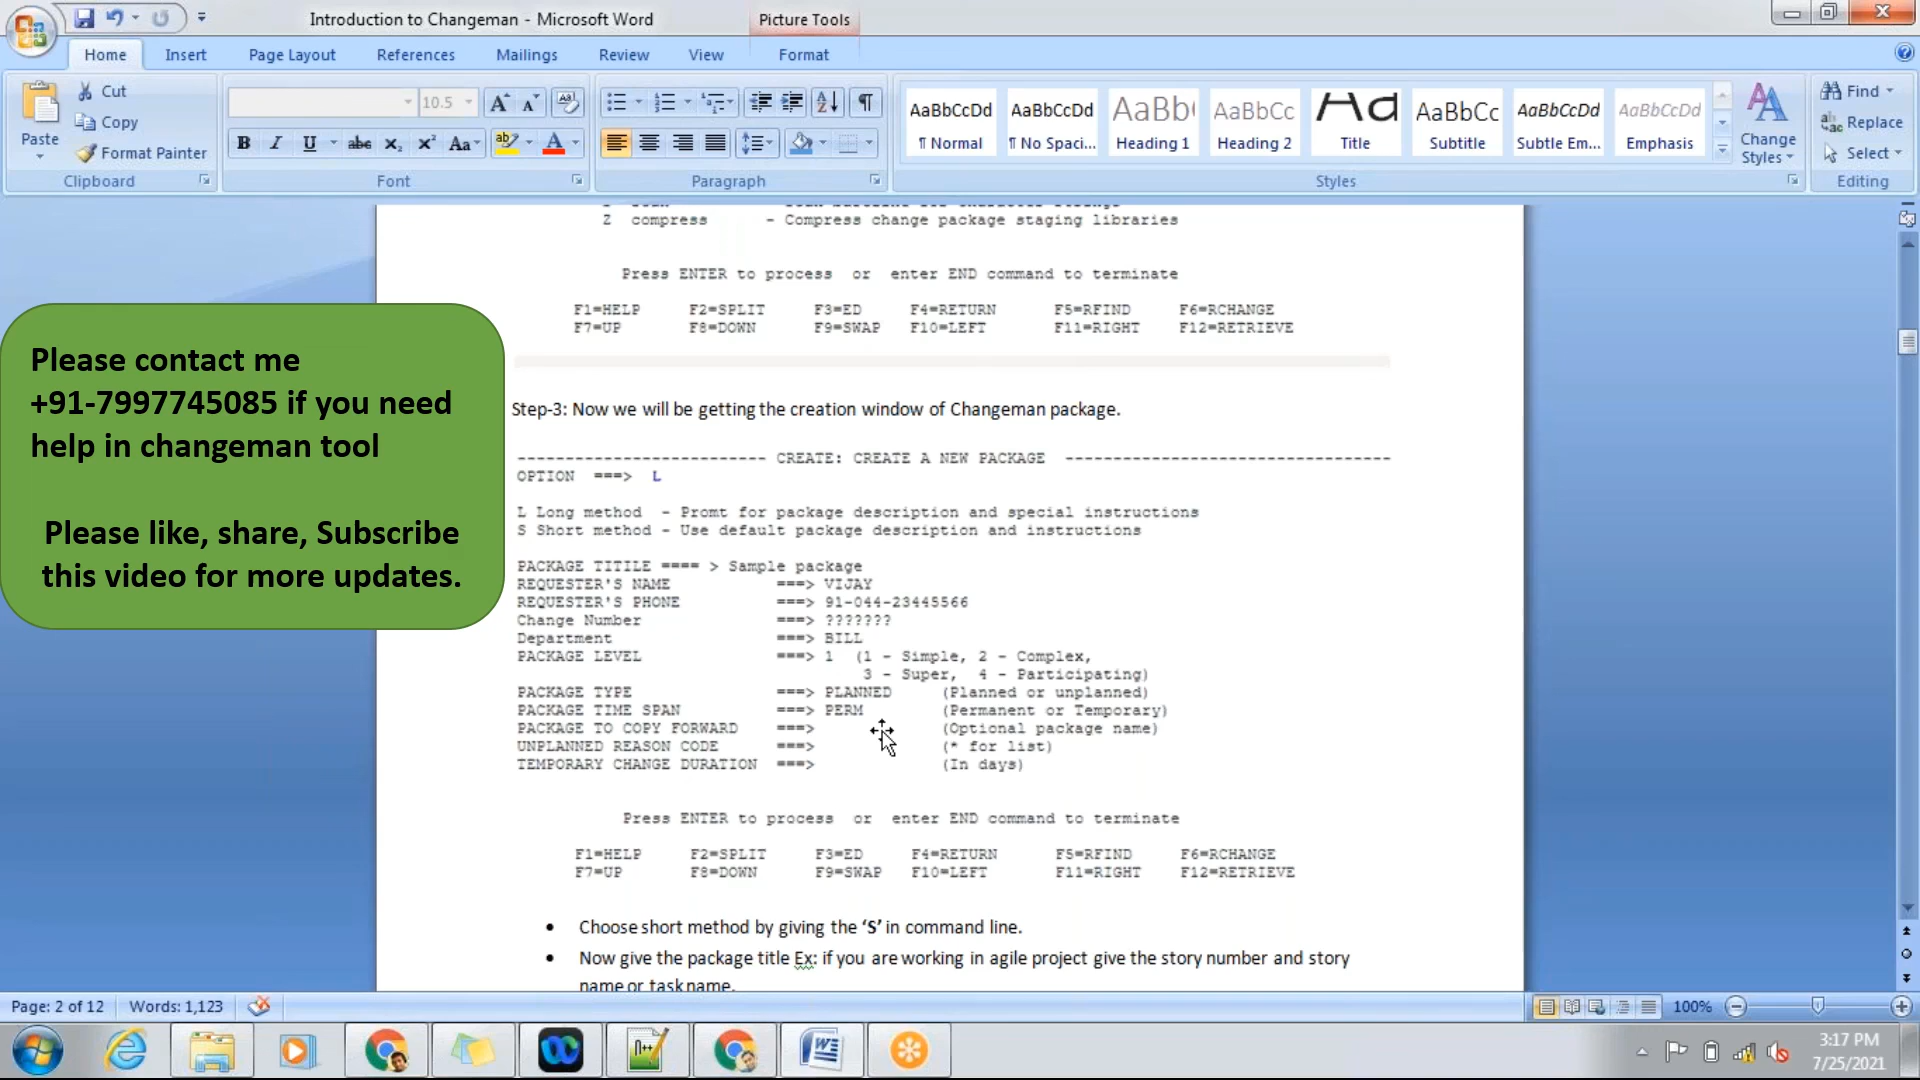 Introduction to Changeman - Microsoft Word
Picture Tools
Home Insert Page Layout References Mailings Review View Format
Cut
Copy
Format Painter
Paste
Clipboard
10.5
Font
Paragraph
AaBbCcDd AaBbCcDd AaBb( AaBbCc Aa AaBbCc AaBbCcDd AaBbCcDd
¶ Normal ¶ No Spaci... Heading 1 Heading 2 Title Subtitle Subtle Em... Emphasis
Change Styles
Styles
Find
Replace
Select
Editing
Z compress - Compress change package staging libraries
Press ENTER to process or enter END command to terminate
F1=HELP F2=SPLIT F3=ED F4=RETURN F5=RFIND F6=RCHANGE
F7=UP F8=DOWN F9=SWAP F10=LEFT F11=RIGHT F12=RETRIEVE
Please contact me
+91-7997745085 if you need
help in changeman tool
Please like, share, Subscribe
this video for more updates.
Step-3: Now we will be getting the creation window of Changeman package.
-------------------------- CREATE: CREATE A NEW PACKAGE ----------------------------------
OPTION ===> L
L Long method - Promt for package description and special instructions
S Short method - Use default package description and instructions
PACKAGE TITILE ==== > Sample package
REQUESTER'S NAME ===> VIJAY
REQUESTER'S PHONE ===> 91-044-23445566
Change Number ===> ???????
Department ===> BILL
PACKAGE LEVEL ===> 1 (1 - Simple, 2 - Complex,
3 - Super, 4 - Participating)
PACKAGE TYPE ===> PLANNED (Planned or unplanned)
PACKAGE TIME SPAN ===> PERM (Permanent or Temporary)
PACKAGE TO COPY FORWARD ===> (Optional package name)
UNPLANNED REASON CODE ===> (* for list)
TEMPORARY CHANGE DURATION ===> (In days)
Press ENTER to process or enter END command to terminate
F1=HELP F2=SPLIT F3=ED F4=RETURN F5=RFIND F6=RCHANGE
F7=UP F8=DOWN F9=SWAP F10=LEFT F11=RIGHT F12=RETRIEVE
• Choose short method by giving the ‘S’ in command line.
• Now give the package title Ex: if you are working in agile project give the story number and story
name or task name.
Page: 2 of 12 Words: 1,123 100%
3:17 PM
7/25/2021